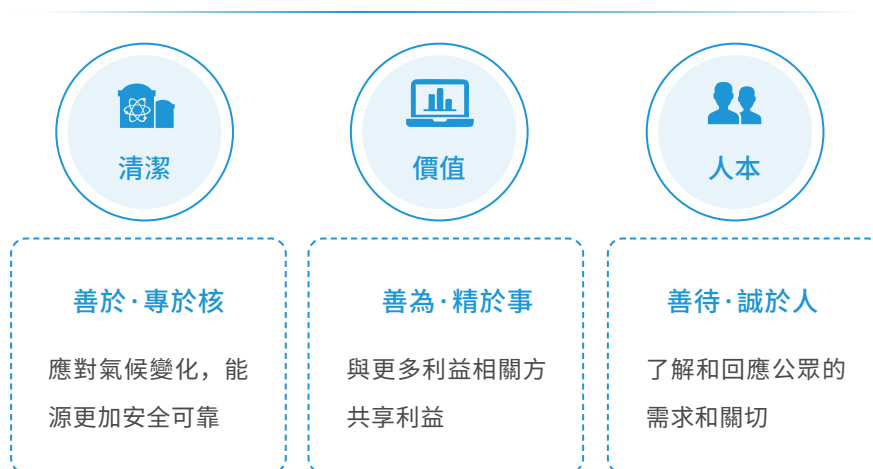 清潔
價值
人本
善於·專於核
應對氣候變化，能
源更加安全可靠
善為·精於事
與更多利益相關方
共享利益
善待·誠於人
了解和回應公眾的
需求和關切